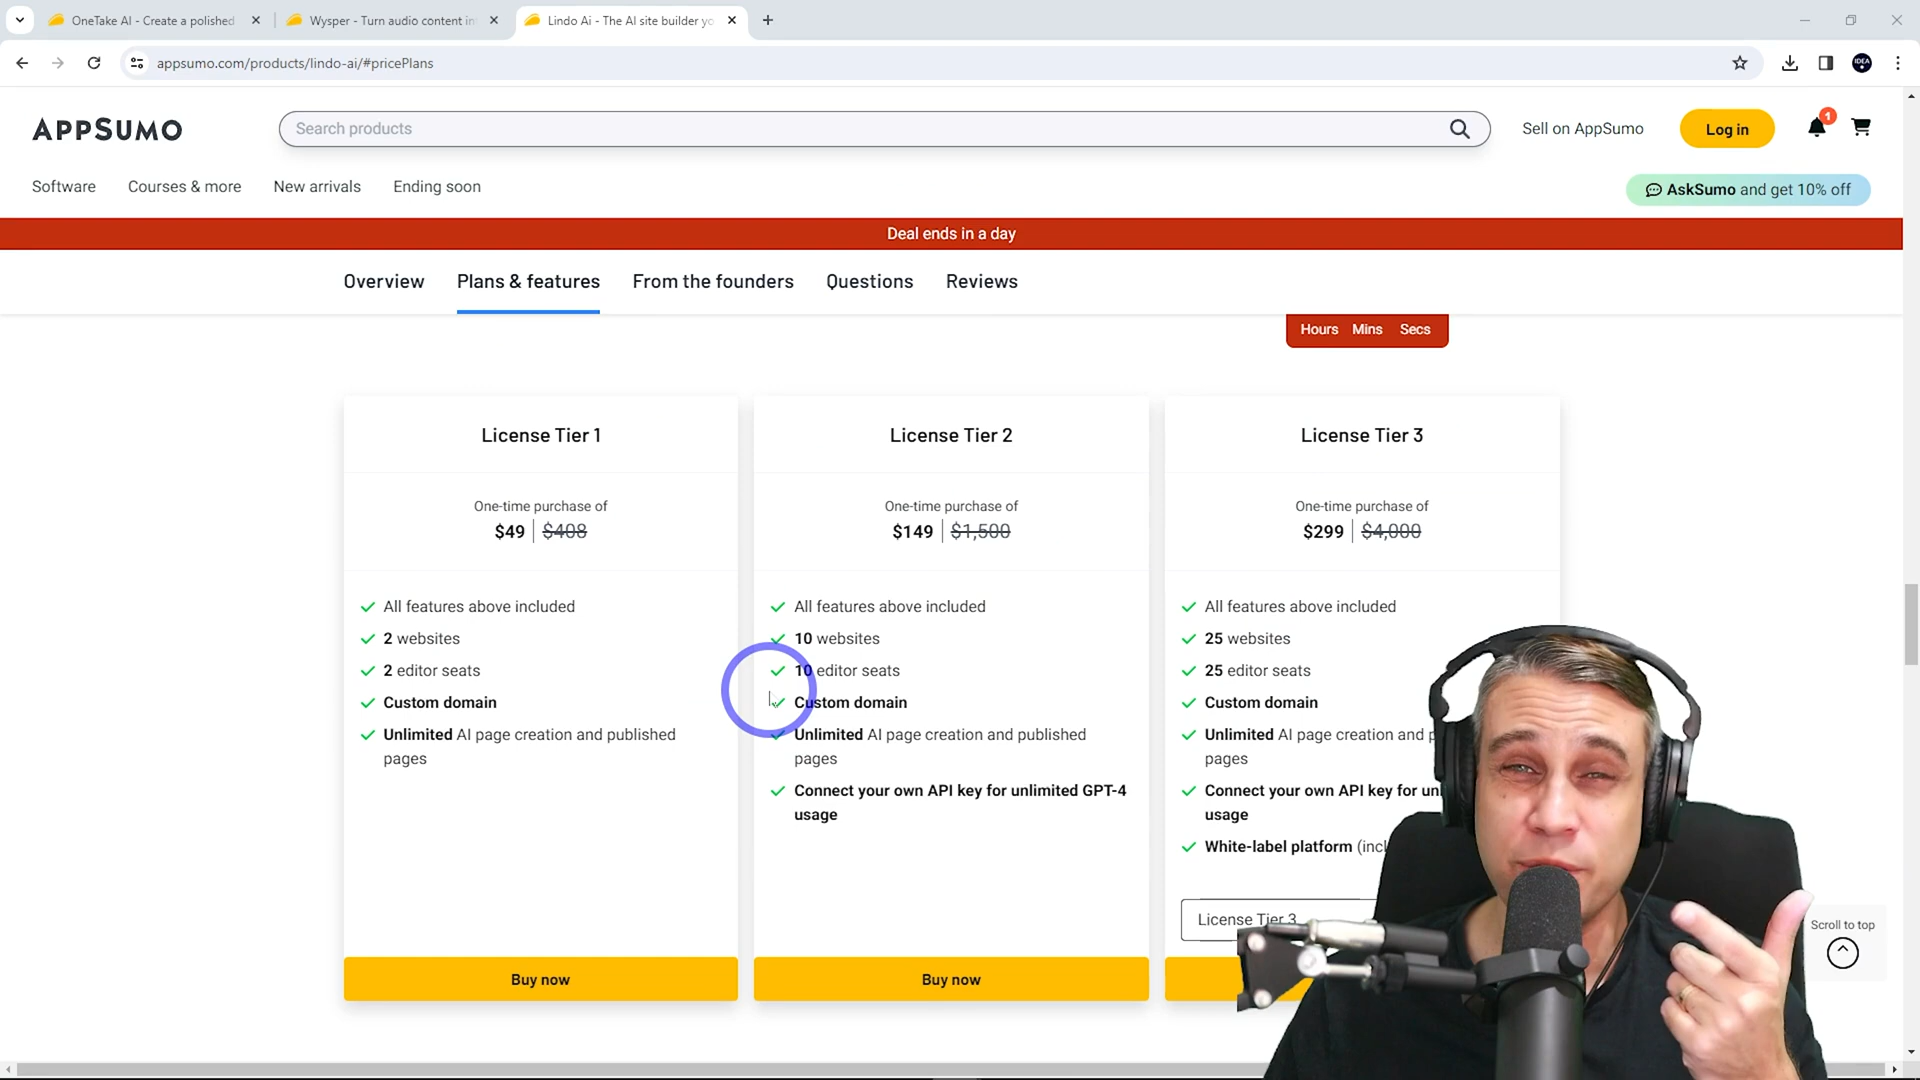 OneTake AI - Create a polished
Wysper - Turn audio content in
Lindo Ai - The AI site builder yo
appsumo.com/products/lindo-ai/#pricePlans
IDEA
APPSUMO
Search products
Sell on AppSumo
Log in
1
Software
Courses & more
New arrivals
Ending soon
AskSumo and get 10% off
Deal ends in a day
Overview
Plans & features
From the founders
Questions
Reviews
Hours Mins Secs
License Tier 1
One-time purchase of
$49 | $408
All features above included
2 websites
2 editor seats
Custom domain
Unlimited AI page creation and published
pages
Buy now
License Tier 2
One-time purchase of
$149 | $1,500
All features above included
10 websites
10 editor seats
Custom domain
Unlimited AI page creation and published
pages
Connect your own API key for unlimited GPT-4
usage
Buy now
License Tier 3
One-time purchase of
$299 | $4,000
All features above included
25 websites
25 editor seats
Custom domain
Unlimited AI page creation and p
pages
Connect your own API key for un
usage
White-label platform (incl
License Tier 3
Scroll to top